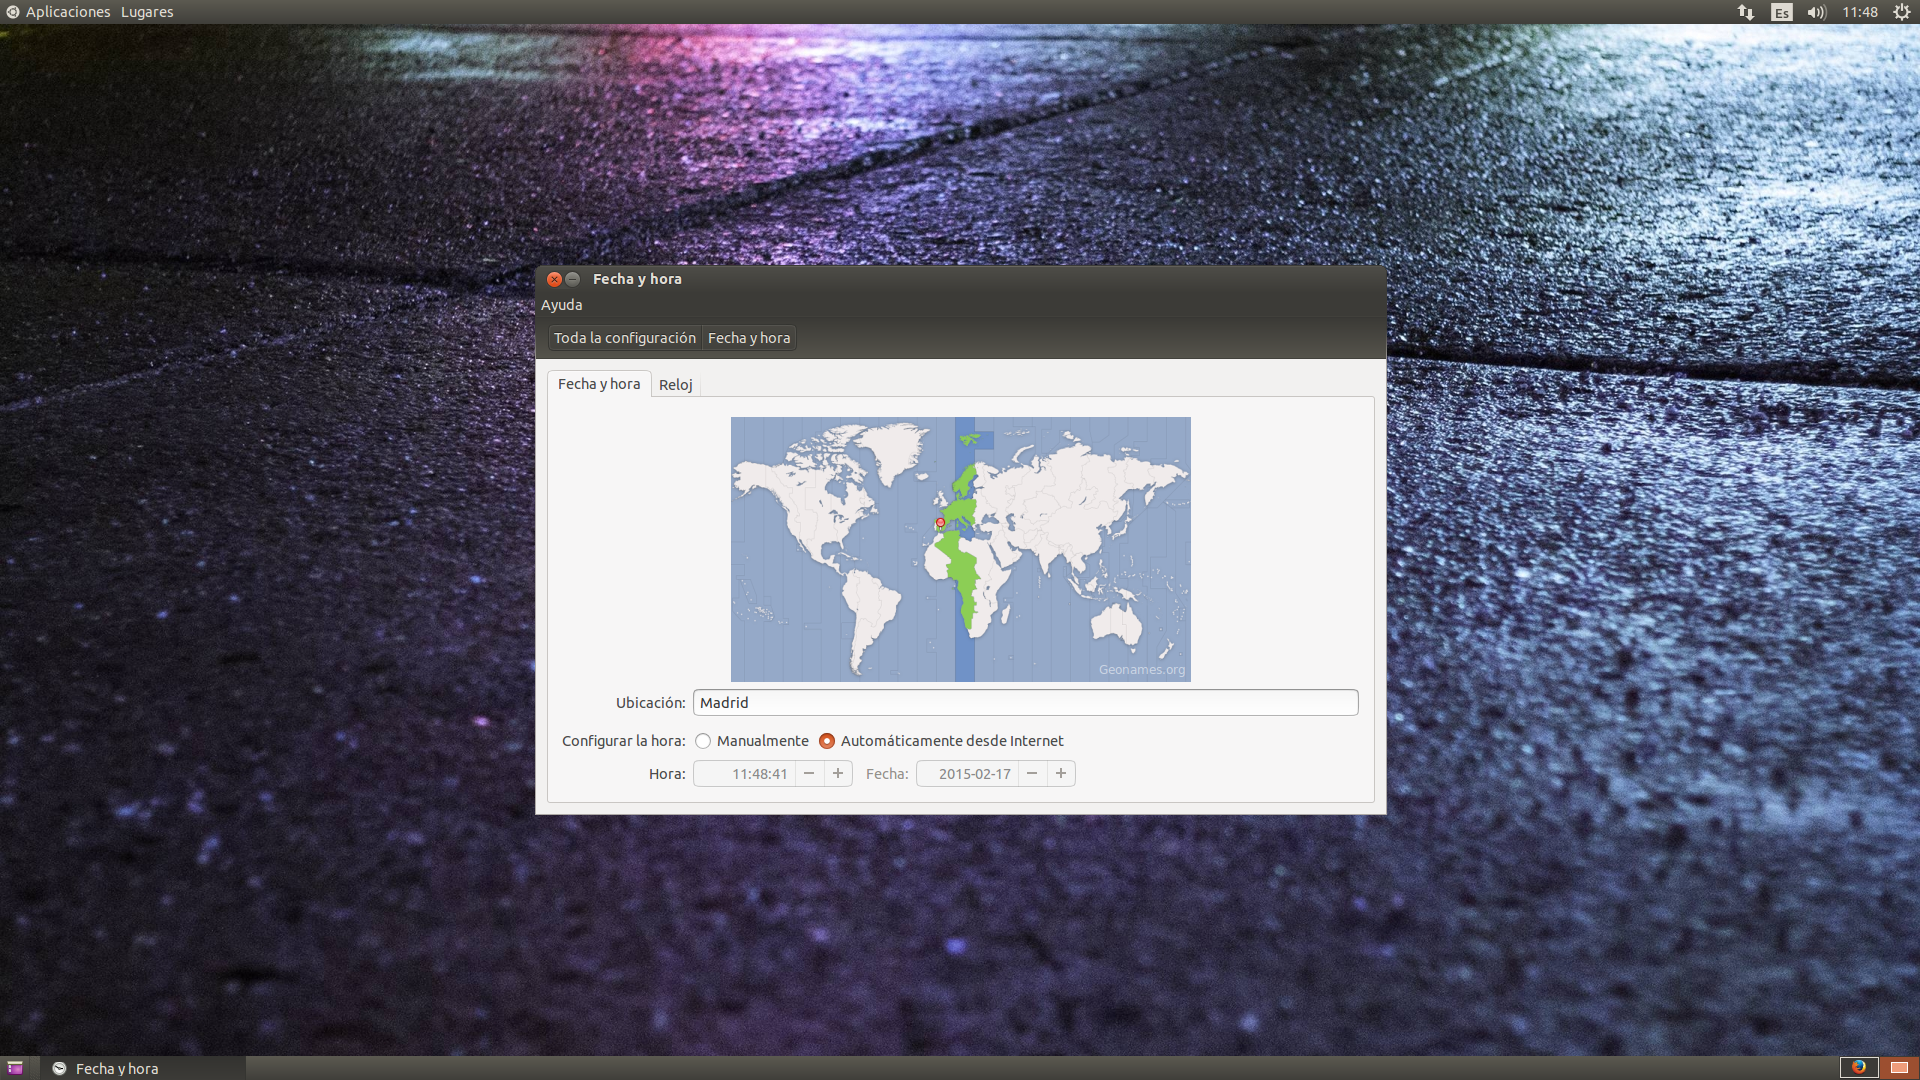 Aplicaciones Lugares
Es 11:48
Fecha y hora
Ayuda
Toda la configuración Fecha y hora
Fecha y hora Reloj
Geonames.org
Ubicación: Madrid
Configurar la hora: Manualmente Automáticamente desde Internet
Hora: 11:48:41 − + Fecha: 2015-02-17 − +
Fecha y hora